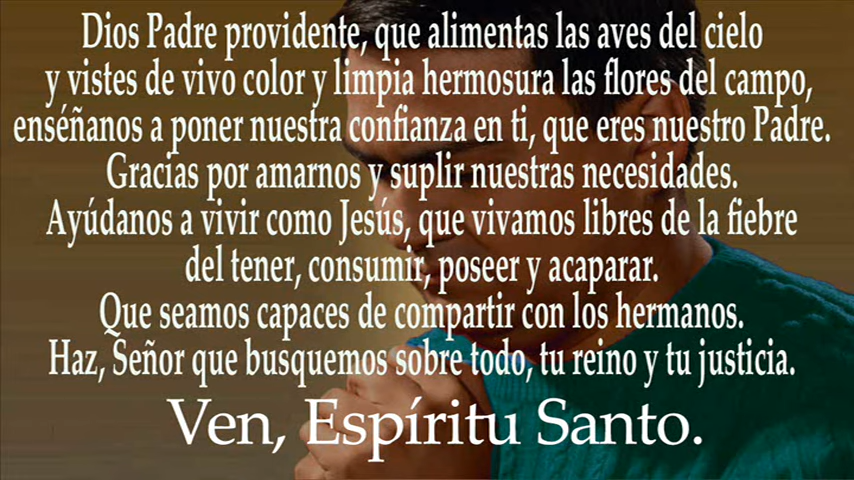 Dios Padre providente, que alimentas las aves del cielo
y vistes de vivo color y limpia hermosura las flores del campo,
enséñanos a poner nuestra confianza en ti, que eres nuestro Padre.
Gracias por amarnos y suplir nuestras necesidades.
Ayúdanos a vivir como Jesús, que vivamos libres de la fiebre
del tener, consumir, poseer y acaparar.
Que seamos capaces de compartir con los hermanos.
Haz, Señor que busquemos sobre todo, tu reino y tu justicia.
Ven, Espíritu Santo.